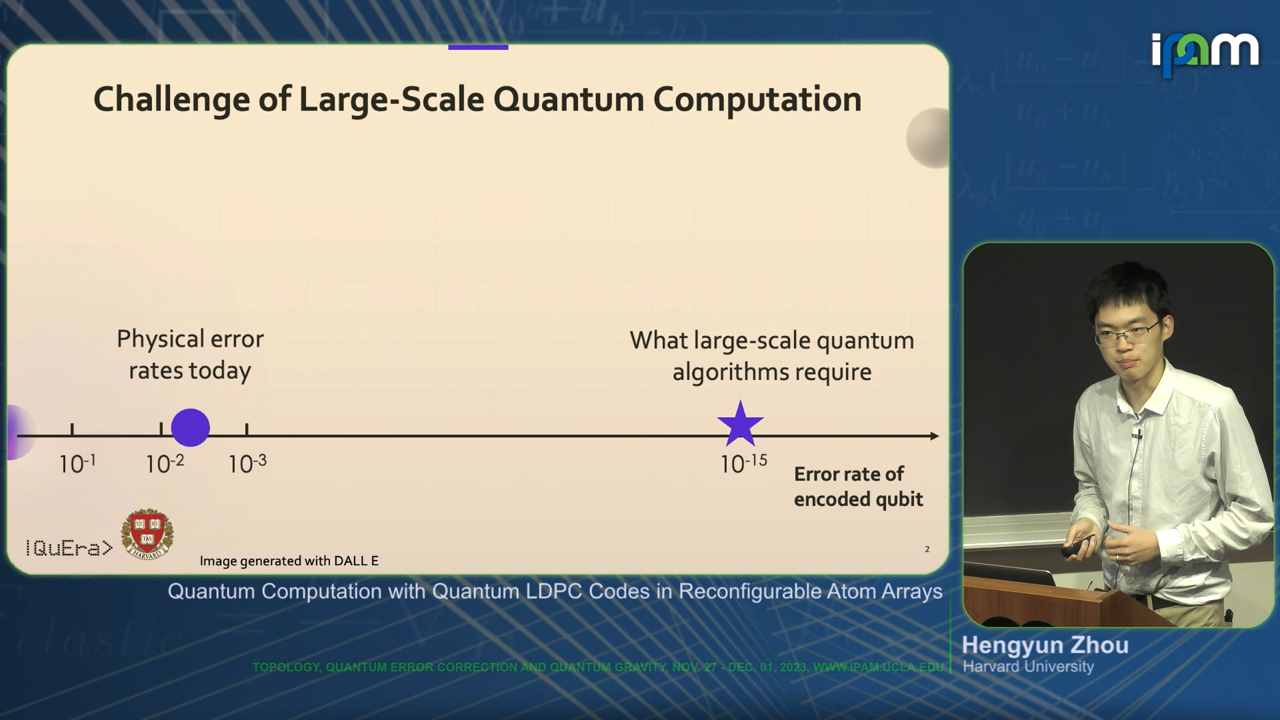 ipam
Challenge of Large-Scale Quantum Computation
Physical error
rates today
What large-scale quantum
algorithms require
10-1
10-2
10-3
10-15
Error rate of
encoded qubit
|QuEra>
HARVARD
Image generated with DALL E
2
Quantum Computation with Quantum LDPC Codes in Reconfigurable Atom Arrays
TOPOLOGY, QUANTUM ERROR CORRECTION AND QUANTUM GRAVITY, NOV. 27 - DEC. 01, 2023, WWW.IPAM.UCLA.EDU
Hengyun Zhou
Harvard University
elastic